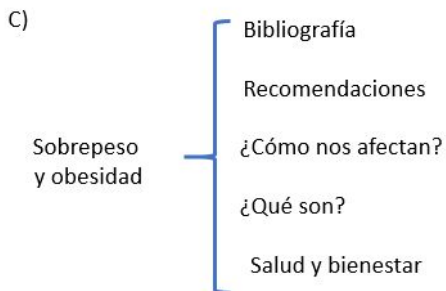 C)
Bibliografía
Recomendaciones
Sobrepeso
y obesidad
¿Cómo nos afectan?
¿Qué son?
Salud y bienestar